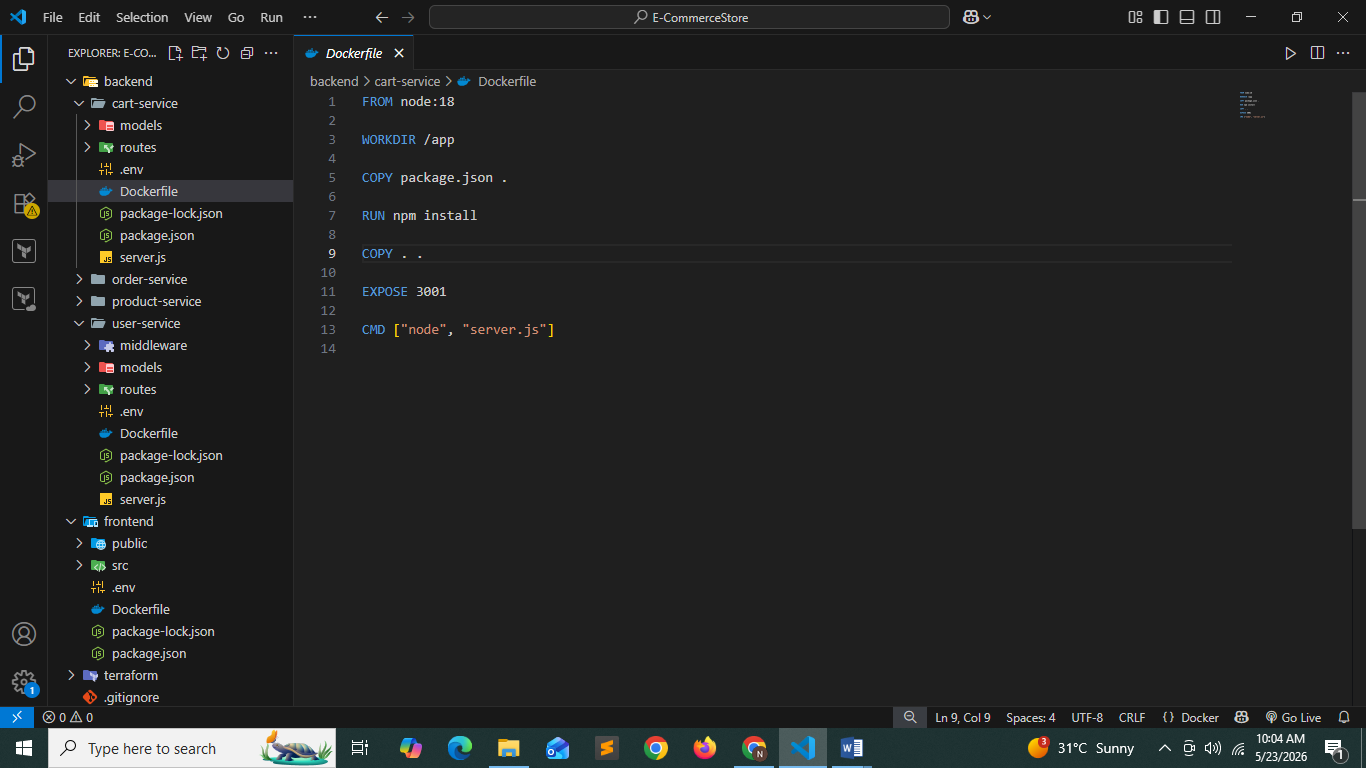 File Edit Selection View Go Run ···
E-CommerceStore
EXPLORER: E-CO... ···
Dockerfile
backend > cart-service > Dockerfile
backend
cart-service
models
routes
.env
Dockerfile
package-lock.json
package.json
server.js
order-service
product-service
user-service
middleware
models
routes
.env
Dockerfile
package-lock.json
package.json
server.js
frontend
public
src
.env
Dockerfile
package-lock.json
package.json
terraform
.gitignore
1 FROM node:18
2
3 WORKDIR /app
4
5 COPY package.json .
6
7 RUN npm install
8
9 COPY . .
10
11 EXPOSE 3001
12
13 CMD ["node", "server.js"]
14
1
0 0 Ln 9, Col 9 Spaces: 4 UTF-8 CRLF {} Docker Go Live
Type here to search N W 3 31°C Sunny 10:04 AM
5/23/2026 1